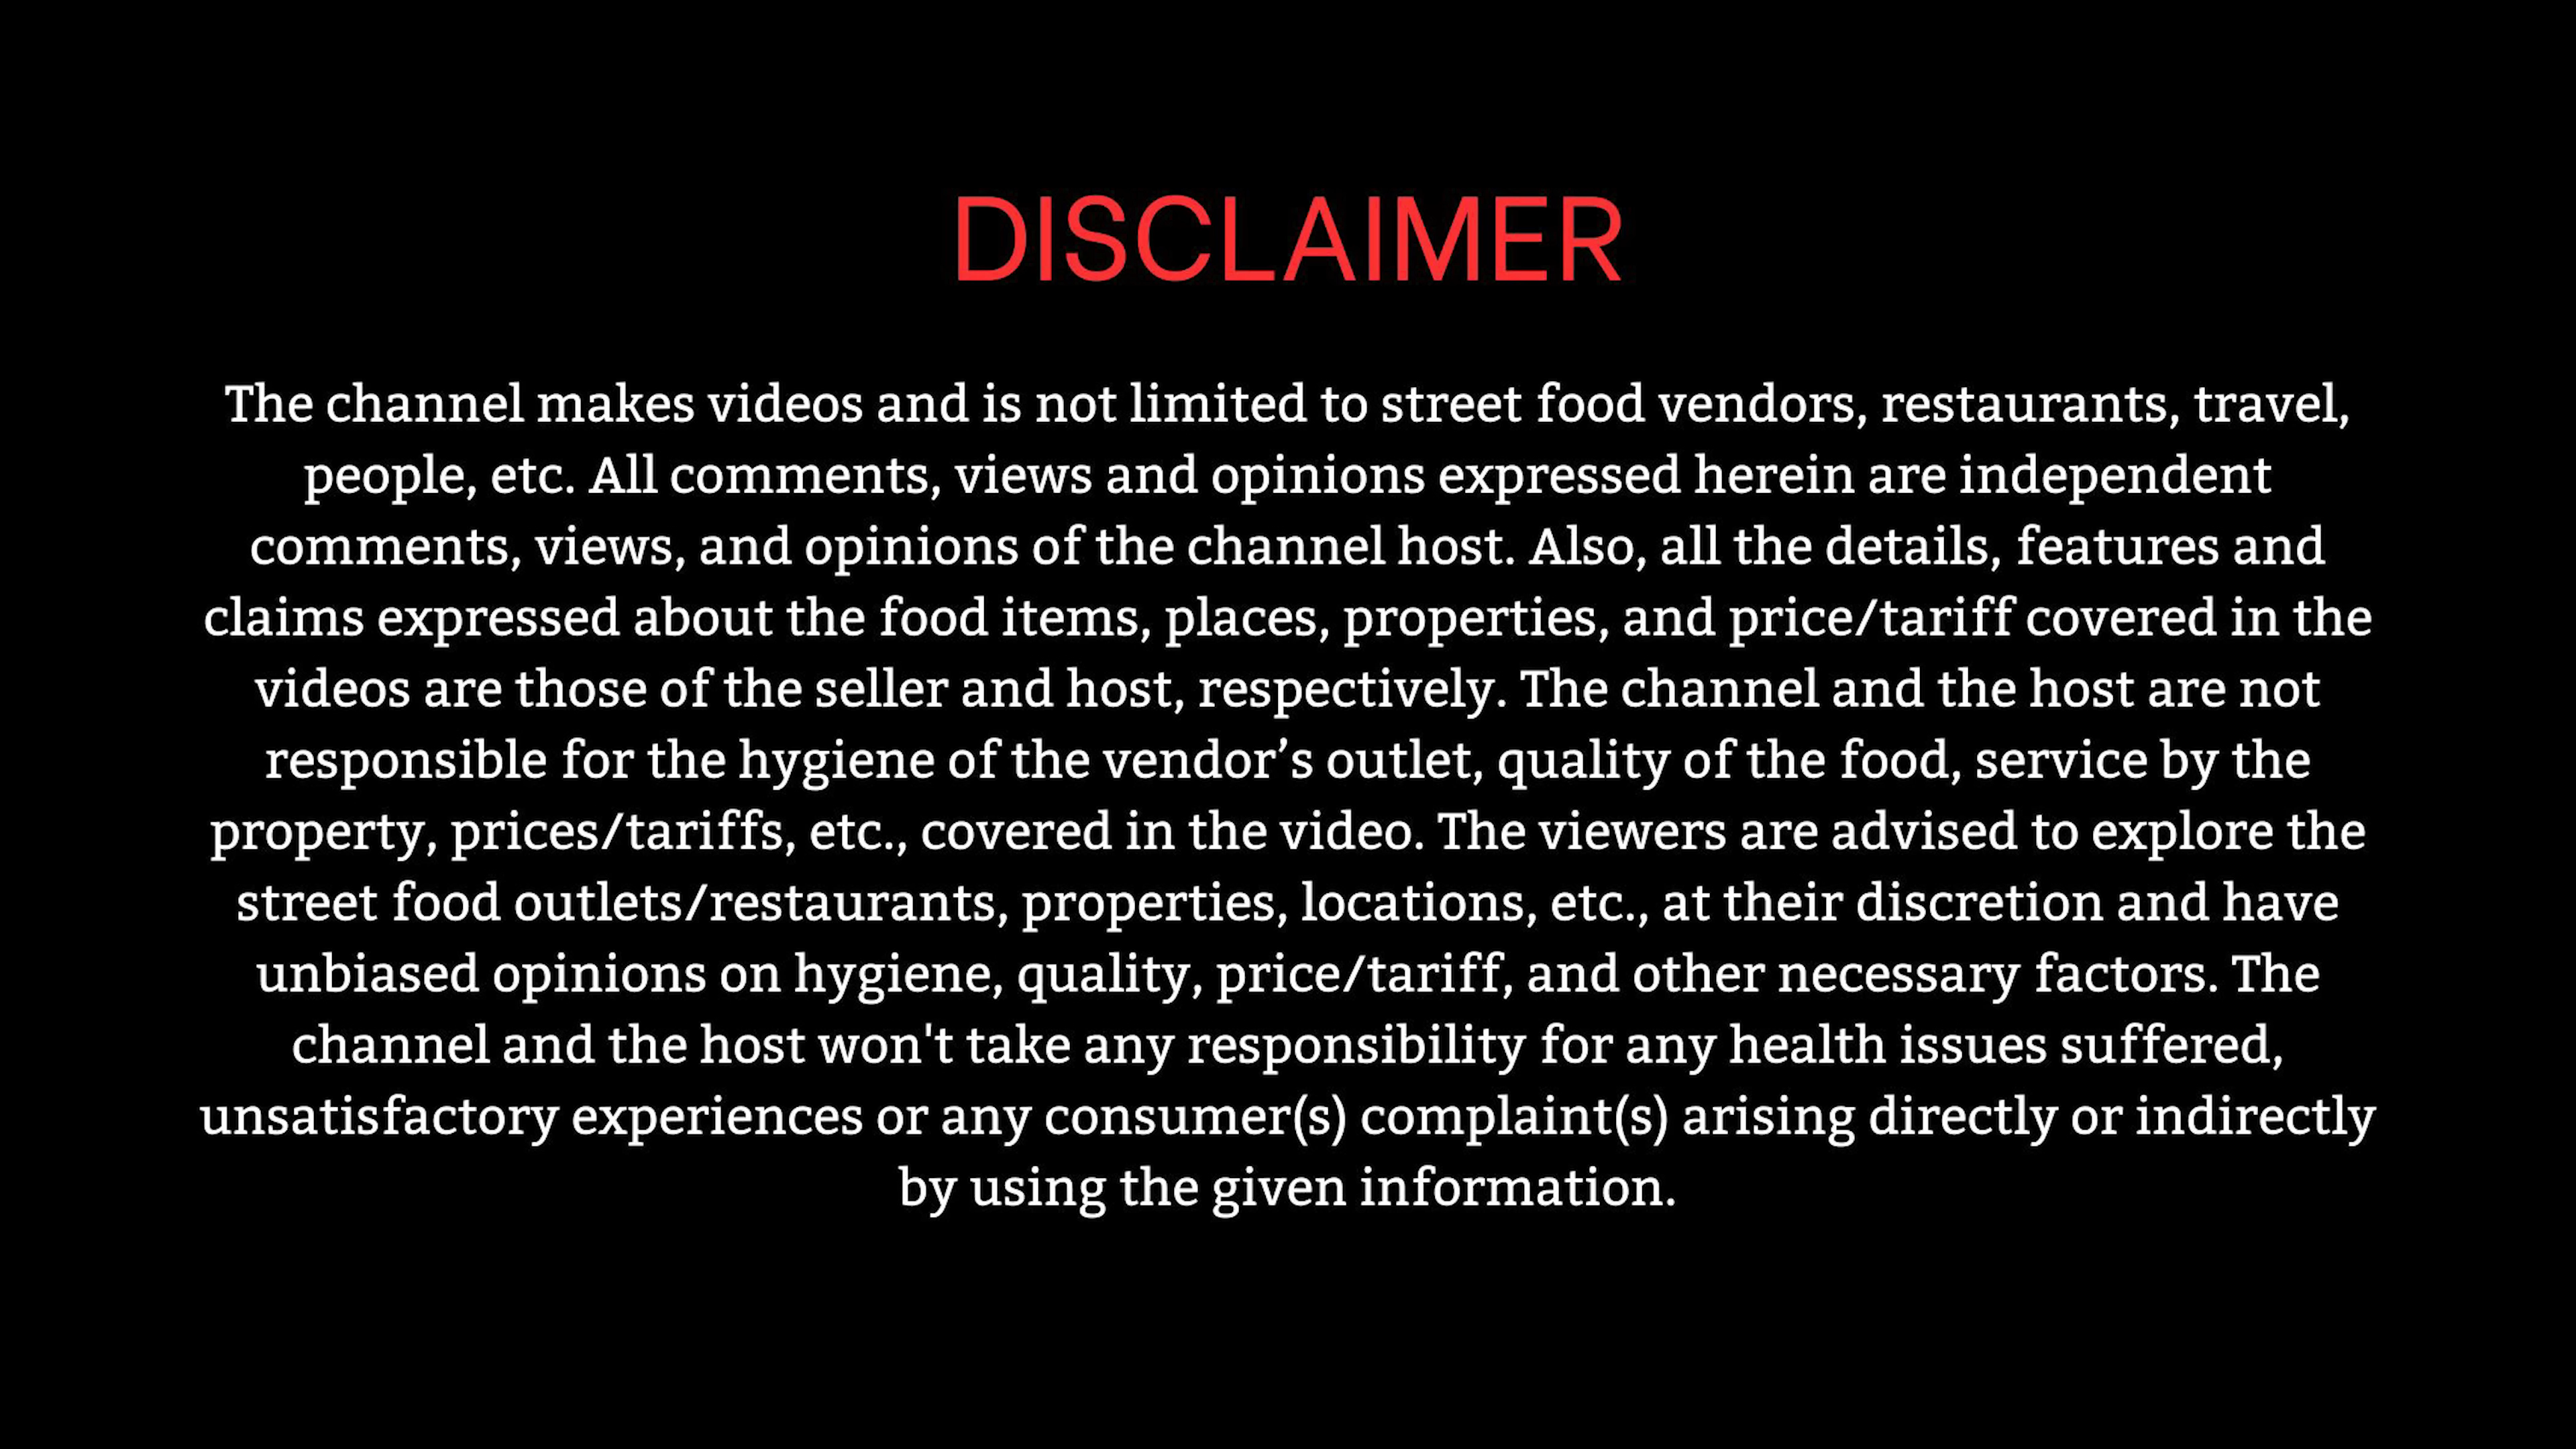 DISCLAIMER
The channel makes videos and is not limited to street food vendors, restaurants, travel,
people, etc. All comments, views and opinions expressed herein are independent
comments, views, and opinions of the channel host. Also, all the details, features and
claims expressed about the food items, places, properties, and price/tariff covered in the
videos are those of the seller and host, respectively. The channel and the host are not
responsible for the hygiene of the vendor’s outlet, quality of the food, service by the
property, prices/tariffs, etc., covered in the video. The viewers are advised to explore the
street food outlets/restaurants, properties, locations, etc., at their discretion and have
unbiased opinions on hygiene, quality, price/tariff, and other necessary factors. The
channel and the host won't take any responsibility for any health issues suffered,
unsatisfactory experiences or any consumer(s) complaint(s) arising directly or indirectly
by using the given information.